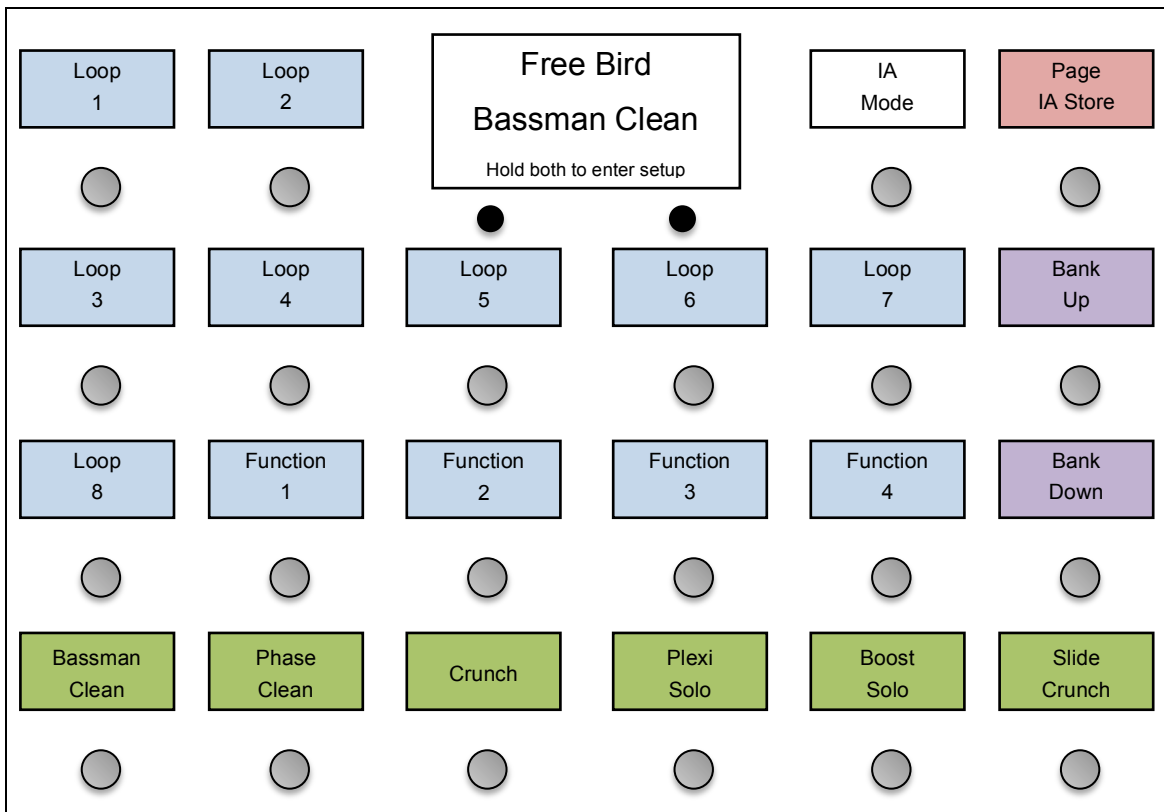 Loop
1
Loop
2
Free Bird
Bassman Clean
Hold both to enter setup
IA
Mode
Page
IA Store
Loop
3
Loop
4
Loop
5
Loop
6
Loop
7
Bank
Up
Loop
8
Function
1
Function
2
Function
3
Function
4
Bank
Down
Bassman
Clean
Phase
Clean
Crunch
Plexi
Solo
Boost
Solo
Slide
Crunch